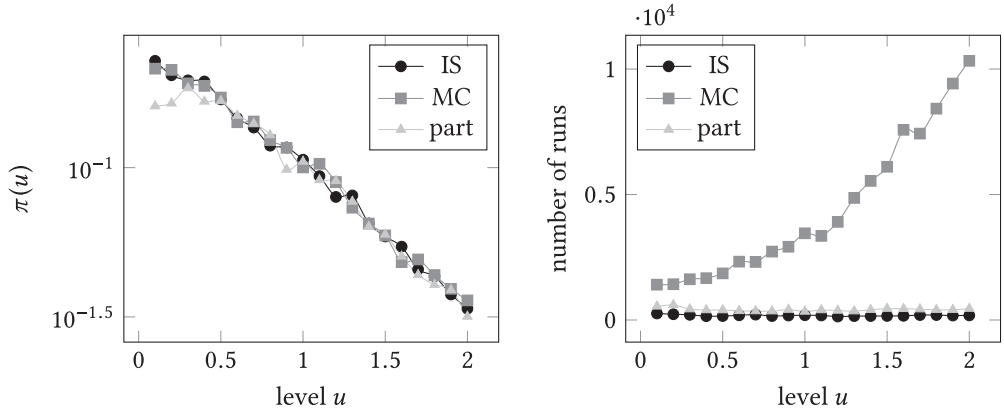 π(u)
10^−1
10^−1.5
0 0.5 1 1.5 2
level u
IS
MC
part
·10^4
number of runs
1
0.5
0
0 0.5 1 1.5 2
level u
IS
MC
part